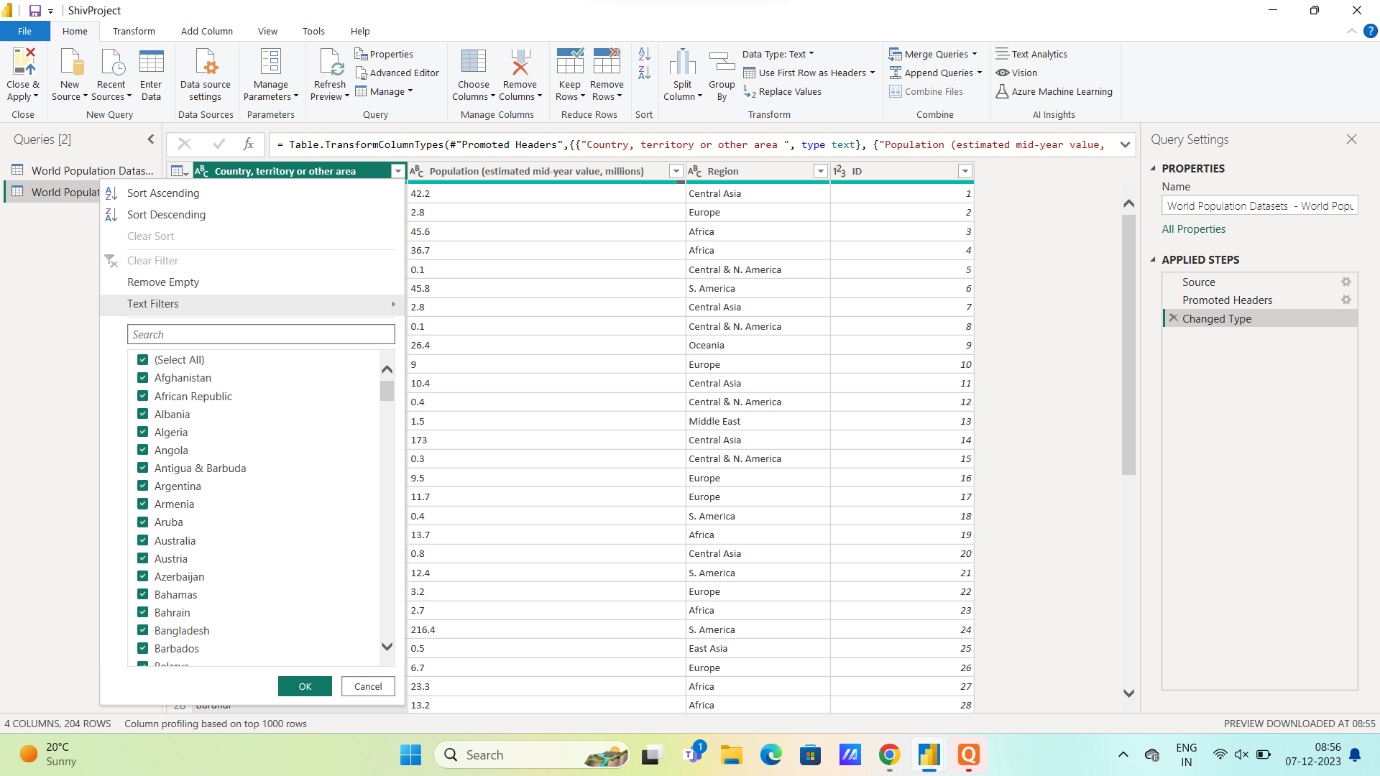 ShivProject
File Home Transform Add Column View Tools Help
Close & Apply
New Source
Recent Sources
Enter Data
Data source settings
Manage Parameters
Refresh Preview
Properties
Advanced Editor
Manage
Choose Columns
Remove Columns
Keep Rows
Remove Rows
Split Column
Group By
Data Type: Text
Use First Row as Headers
Replace Values
Merge Queries
Append Queries
Combine Files
Text Analytics
Vision
Azure Machine Learning
Close New Query Data Sources Parameters Query Manage Columns Reduce Rows Sort Transform Combine AI Insights
Queries [2]
World Population Datas...
World Populat
= Table.TransformColumnTypes(#"Promoted Headers",{{"Country, territory or other area ", type text}, {"Population (estimated mid-year value,
Country, territory or other area Population (estimated mid-year value, millions) Region ID
Sort Ascending
Sort Descending
Clear Sort
Clear Filter
Remove Empty
Text Filters
Search
(Select All)
Afghanistan
African Republic
Albania
Algeria
Angola
Antigua & Barbuda
Argentina
Armenia
Aruba
Australia
Austria
Azerbaijan
Bahamas
Bahrain
Bangladesh
Barbados
Belarus
OK Cancel
42.2 Central Asia 1
2.8 Europe 2
45.6 Africa 3
36.7 Africa 4
0.1 Central & N. America 5
45.8 S. America 6
2.8 Central Asia 7
0.1 Central & N. America 8
26.4 Oceania 9
9 Europe 10
10.4 Central Asia 11
0.4 Central & N. America 12
1.5 Middle East 13
173 Central Asia 14
0.3 Central & N. America 15
9.5 Europe 16
11.7 Europe 17
0.4 S. America 18
13.7 Africa 19
0.8 Central Asia 20
12.4 S. America 21
3.2 Europe 22
2.7 Africa 23
216.4 S. America 24
0.5 East Asia 25
6.7 Europe 26
23.3 Africa 27
28 Burundi 13.2 Africa 28
Query Settings
PROPERTIES
Name
World Population Datasets - World Popu
All Properties
APPLIED STEPS
Source
Promoted Headers
Changed Type
4 COLUMNS, 204 ROWS Column profiling based on top 1000 rows
PREVIEW DOWNLOADED AT 08:55
20°C
Sunny
Search
1
ENG
IN
08:56
07-12-2023